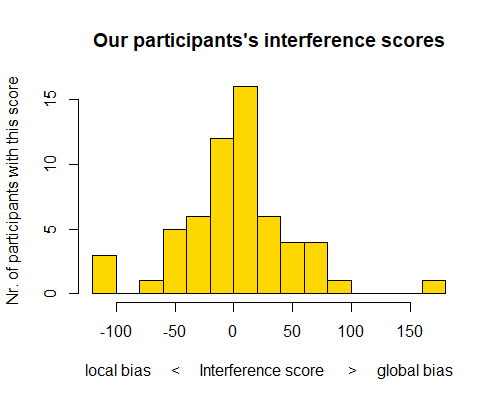 Our participants's interference scores
Nr. of participants with this score
15
10
5
0
-100 -50 0 50 100 150
local bias < Interference score > global bias